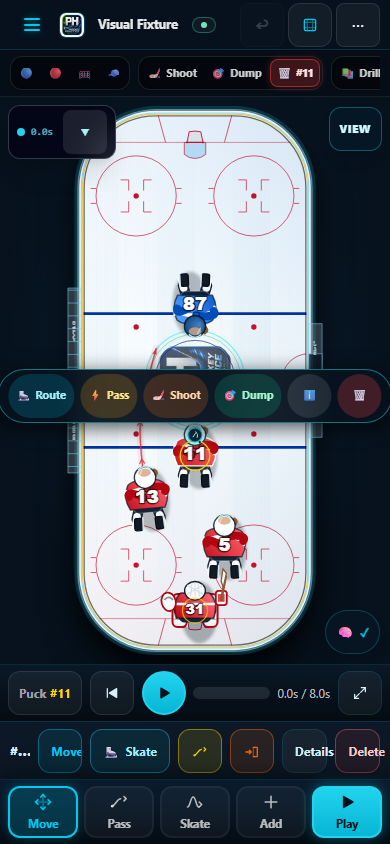 PH Visual Fixture ...
Shoot Dump #11 Drill
0.0s VIEW
87
Route Pass Shoot Dump
11
13
5
31
Puck #11 0.0s / 8.0s
#... Move Skate Details Delete
Move Pass Skate Add Play